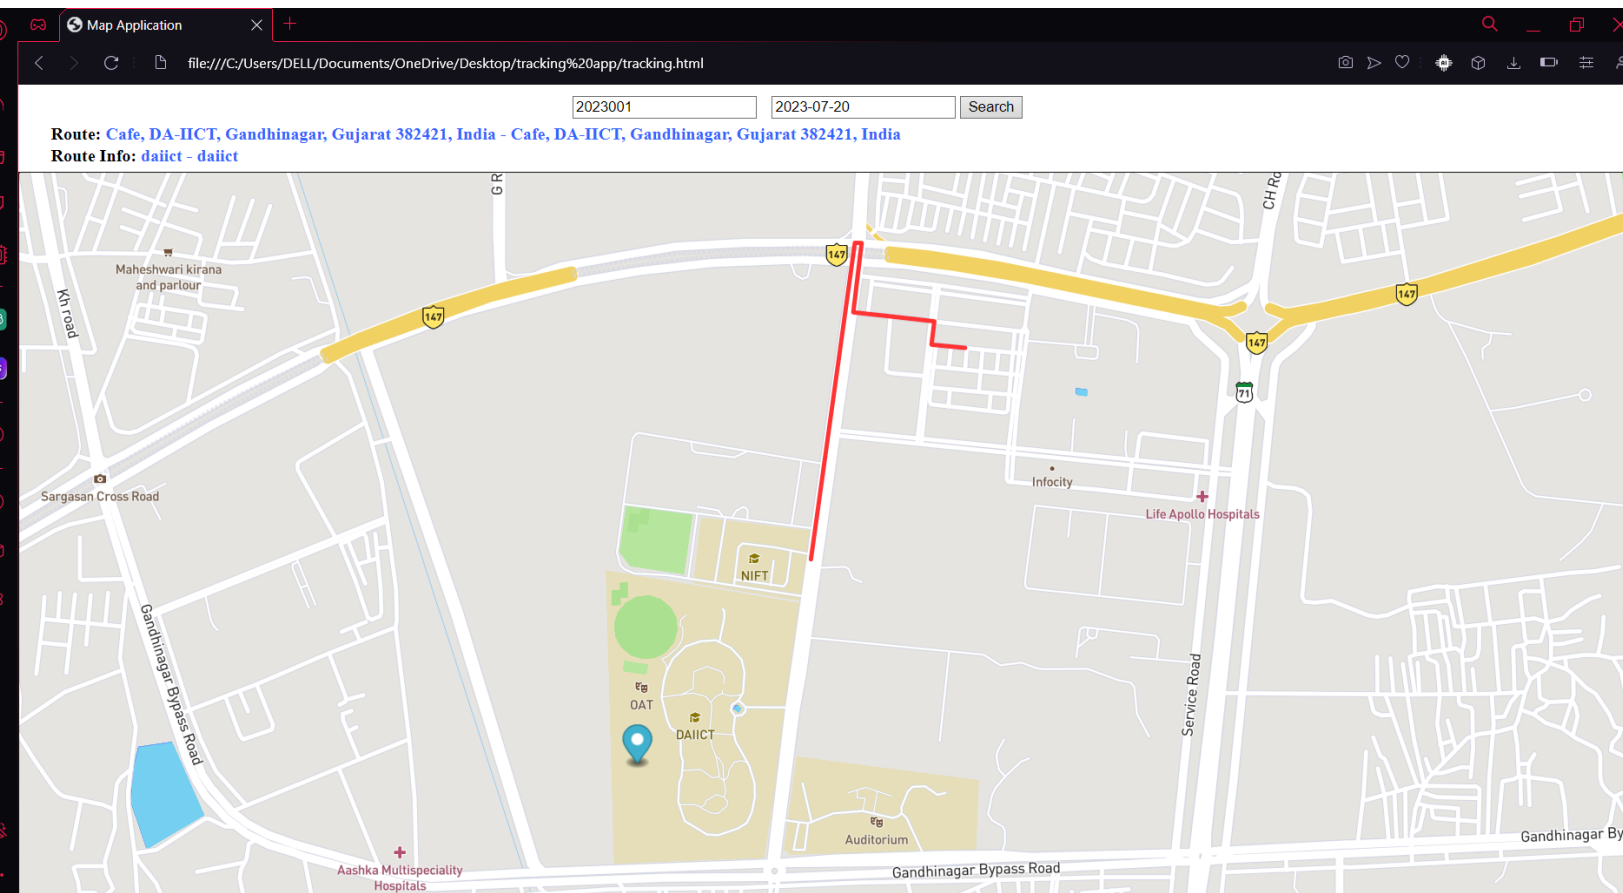 Map Application
file:///C:/Users/DELL/Documents/OneDrive/Desktop/tracking%20app/tracking.html
2023001 2023-07-20 Search
Route: Cafe, DA-IICT, Gandhinagar, Gujarat 382421, India - Cafe, DA-IICT, Gandhinagar, Gujarat 382421, India
Route Info: daiict - daiict
G R
CH Ro
147
Maheshwari kirana
and parlour
147
147
Kh road
147
147
71
Infocity
Sargasan Cross Road
Life Apollo Hospitals
NIFT
Gandhinagar Bypass Road
OAT
DAIICT
Service Road
Auditorium
Gandhinagar By
Aashka Multispeciality
Hospitals
Gandhinagar Bypass Road